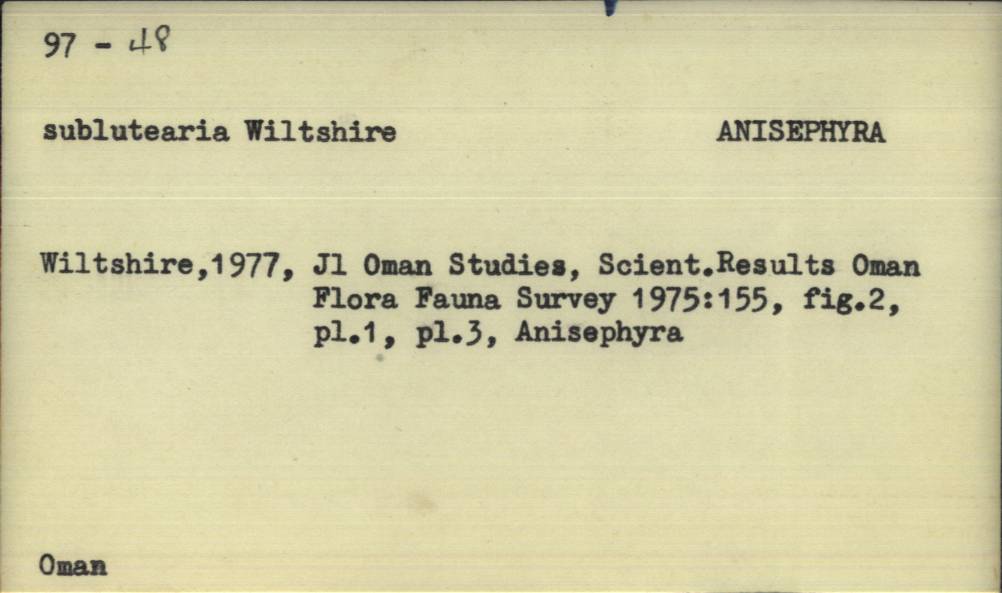 97 - 48
sublutearia Wiltshire ANISEPHYRA
Wiltshire,1977, Jl Oman Studies, Scient.Results Oman
Flora Fauna Survey 1975:155, fig.2,
pl.1, pl.3, Anisephyra
Oman